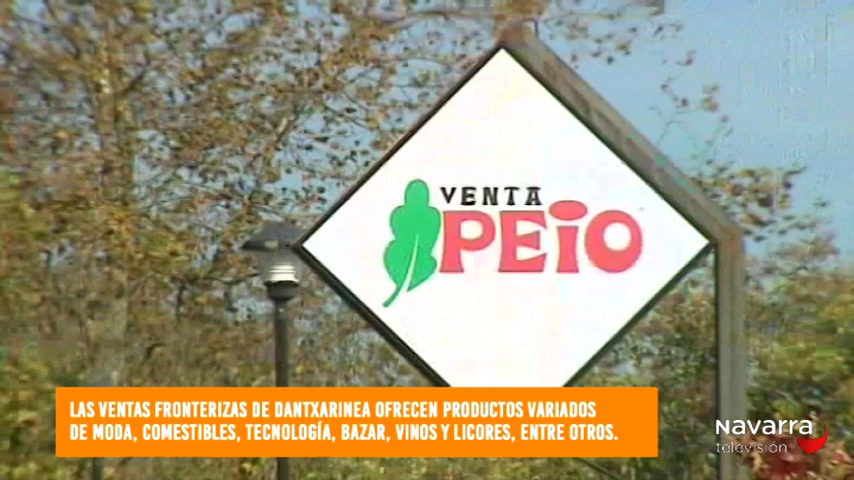 VENTA
PEIO
LAS VENTAS FRONTERIZAS DE DANTXARINEA OFRECEN PRODUCTOS VARIADOS
DE MODA, COMESTIBLES, TECNOLOGÍA, BAZAR, VINOS Y LICORES, ENTRE OTROS.
Navarra
televisión